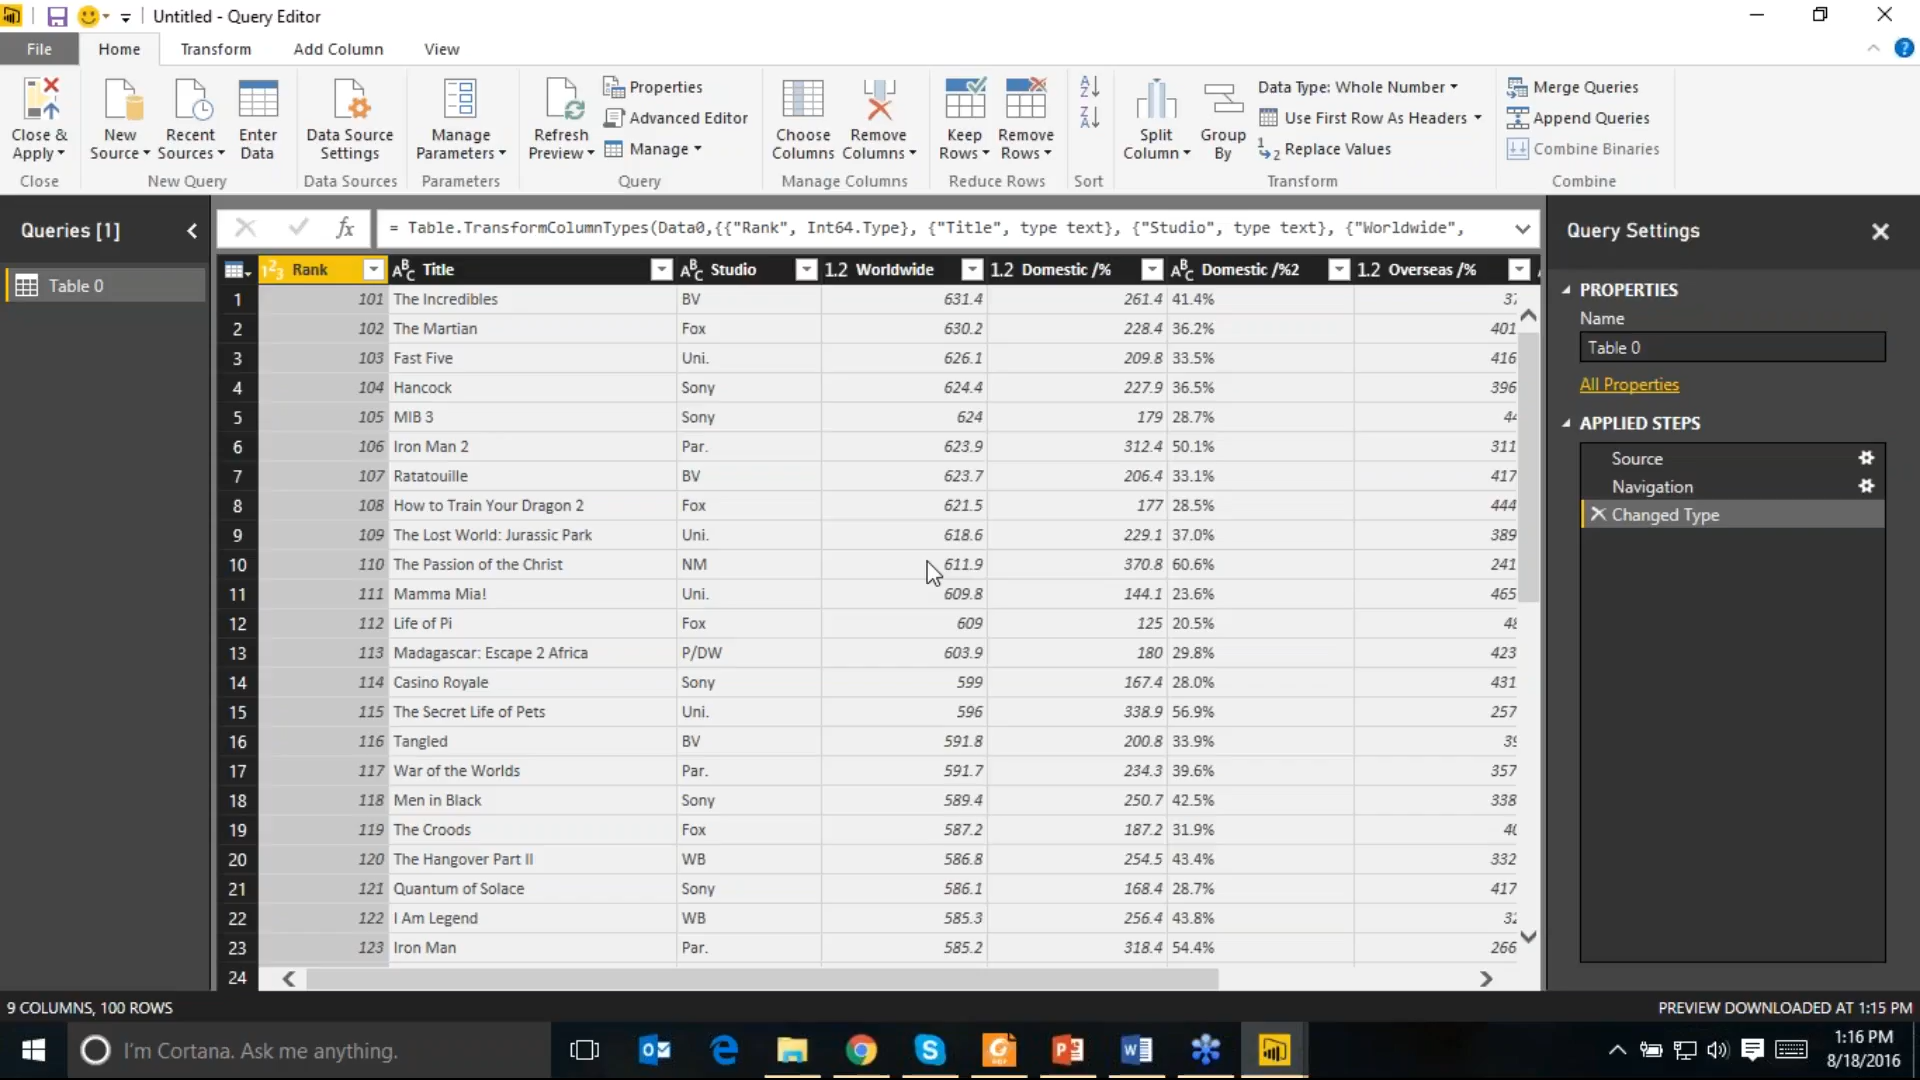 Untitled - Query Editor
File Home Transform Add Column View
Close & Apply
Close
New Source
Recent Sources
Enter Data
New Query
Data Source Settings
Data Sources
Manage Parameters
Parameters
Refresh Preview
Properties
Advanced Editor
Manage
Query
Choose Columns
Remove Columns
Manage Columns
Keep Rows
Remove Rows
Reduce Rows
Sort
Split Column
Group By
Data Type: Whole Number
Use First Row As Headers
Replace Values
Transform
Merge Queries
Append Queries
Combine Binaries
Combine
Queries [1]
Table 0
fx = Table.TransformColumnTypes(Data0,{{"Rank", Int64.Type}, {"Title", type text}, {"Studio", type text}, {"Worldwide",
Rank Title Studio 1.2 Worldwide 1.2 Domestic /% Domestic /%2 1.2 Overseas /%
1 101 The Incredibles BV 631.4 261.4 41.4%
2 102 The Martian Fox 630.2 228.4 36.2% 401
3 103 Fast Five Uni. 626.1 209.8 33.5% 416
4 104 Hancock Sony 624.4 227.9 36.5% 396
5 105 MIB 3 Sony 624 179 28.7% 44
6 106 Iron Man 2 Par. 623.9 312.4 50.1% 311
7 107 Ratatouille BV 623.7 206.4 33.1% 417
8 108 How to Train Your Dragon 2 Fox 621.5 177 28.5% 444
9 109 The Lost World: Jurassic Park Uni. 618.6 229.1 37.0% 389
10 110 The Passion of the Christ NM 611.9 370.8 60.6% 241
11 111 Mamma Mia! Uni. 609.8 144.1 23.6% 465
12 112 Life of Pi Fox 609 125 20.5%
13 113 Madagascar: Escape 2 Africa P/DW 603.9 180 29.8% 423
14 114 Casino Royale Sony 599 167.4 28.0% 431
15 115 The Secret Life of Pets Uni. 596 338.9 56.9% 257
16 116 Tangled BV 591.8 200.8 33.9%
17 117 War of the Worlds Par. 591.7 234.3 39.6% 357
18 118 Men in Black Sony 589.4 250.7 42.5% 338
19 119 The Croods Fox 587.2 187.2 31.9%
20 120 The Hangover Part II WB 586.8 254.5 43.4% 332
21 121 Quantum of Solace Sony 586.1 168.4 28.7% 417
22 122 I Am Legend WB 585.3 256.4 43.8%
23 123 Iron Man Par. 585.2 318.4 54.4% 266
24
Query Settings
PROPERTIES
Name
Table 0
All Properties
APPLIED STEPS
Source
Navigation
Changed Type
9 COLUMNS, 100 ROWS
PREVIEW DOWNLOADED AT 1:15 PM
I'm Cortana. Ask me anything.
1:16 PM
8/18/2016